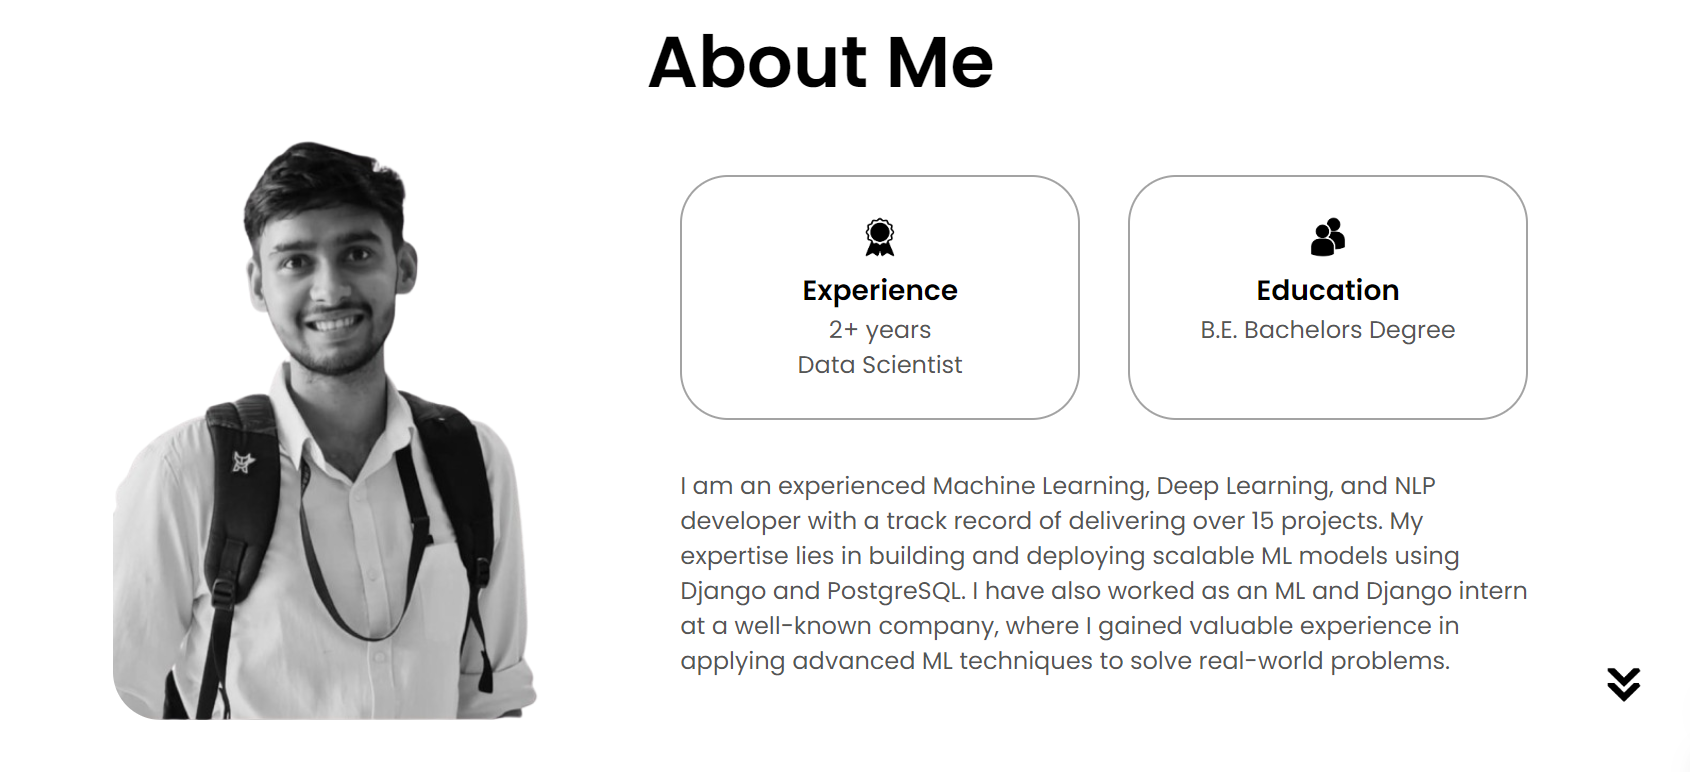 About Me
Experience
2+ years
Data Scientist
Education
B.E. Bachelors Degree
I am an experienced Machine Learning, Deep Learning, and NLP
developer with a track record of delivering over 15 projects. My
expertise lies in building and deploying scalable ML models using
Django and PostgreSQL. I have also worked as an ML and Django intern
at a well-known company, where I gained valuable experience in
applying advanced ML techniques to solve real-world problems.